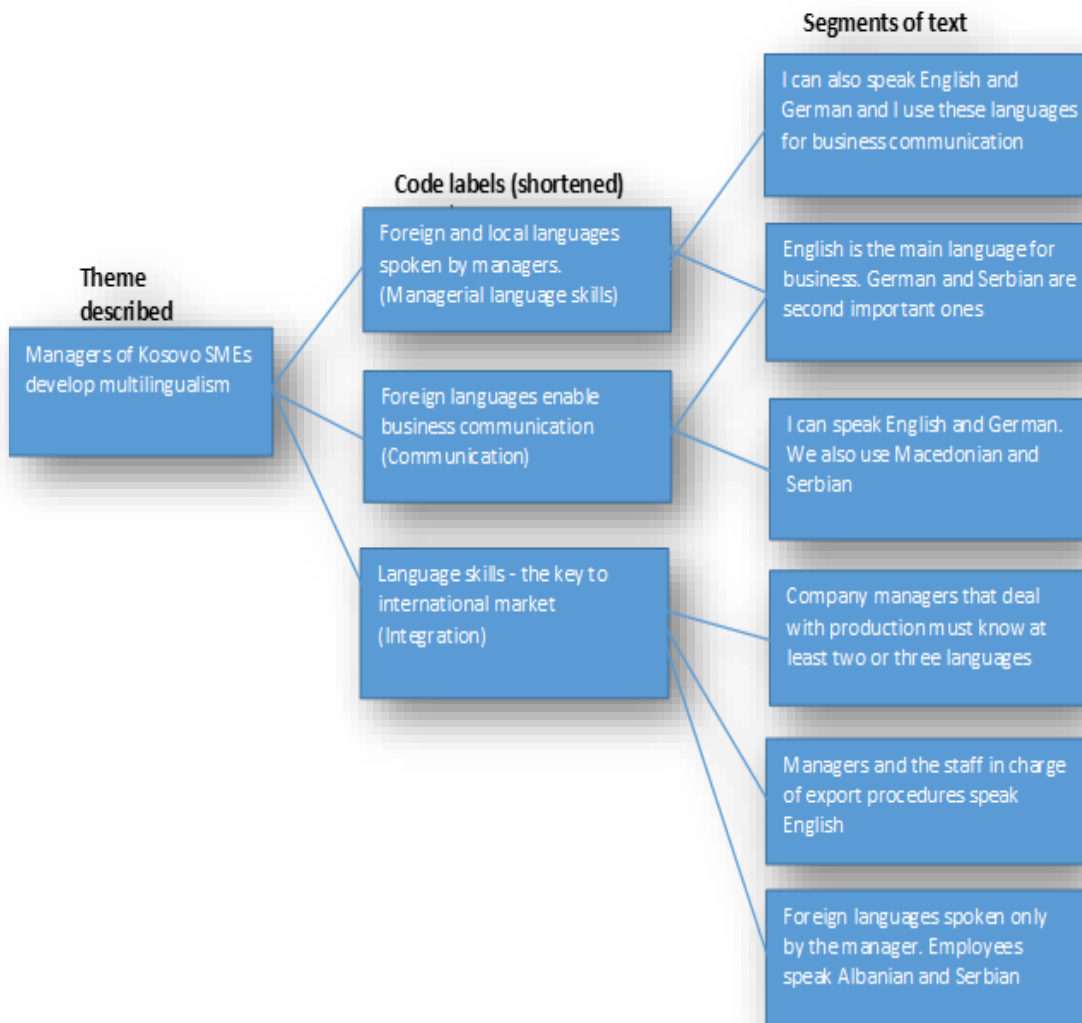 Theme
described
Managers of Kosovo SMEs
develop multilingualism
Code labels (shortened)
Foreign and local languages
spoken by managers.
(Managerial language skills)
Foreign languages enable
business communication
(Communication)
Language skills - the key to
international market
(Integration)
Segments of text
I can also speak English and
German and I use these languages
for business communication
English is the main language for
business. German and Serbian are
second important ones
I can speak English and German.
We also use Macedonian and
Serbian
Company managers that deal
with production must know at
least two or three languages
Managers and the staff in charge
of export procedures speak
English
Foreign languages spoken only
by the manager. Employees
speak Albanian and Serbian